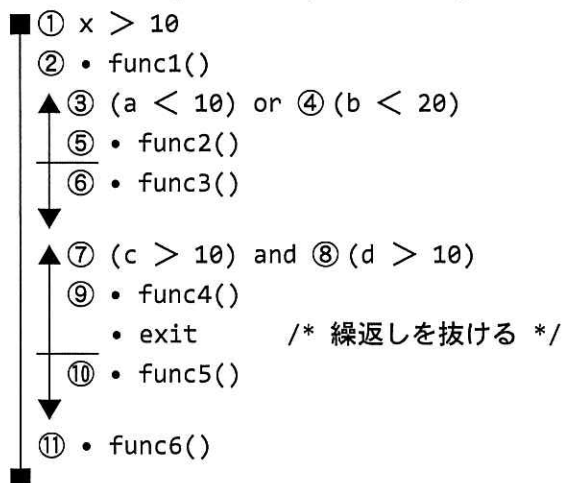 ① x > 10
② • func1()
③ (a < 10) or ④ (b < 20)
⑤ • func2()
⑥ • func3()
⑦ (c > 10) and ⑧ (d > 10)
⑨ • func4()
• exit /* 繰返しを抜ける */
⑩ • func5()
⑪ • func6()